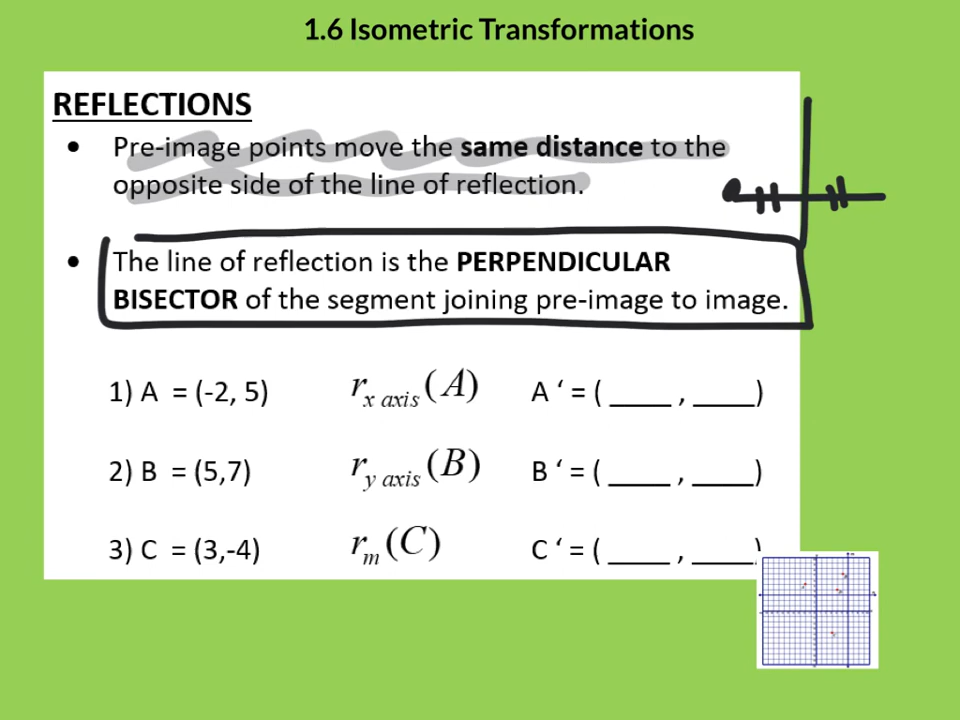 1.6 Isometric Transformations
REFLECTIONS
• Pre-image points move the same distance to the
opposite side of the line of reflection.
• The line of reflection is the PERPENDICULAR
BISECTOR of the segment joining pre-image to image.
1) A = (-2, 5) r x axis (A) A ‘ = ( ____ , ____)
2) B = (5,7) r y axis (B) B ‘ = ( ____ , ____)
3) C = (3,-4) r m (C) C ‘ = ( ____ , ____)